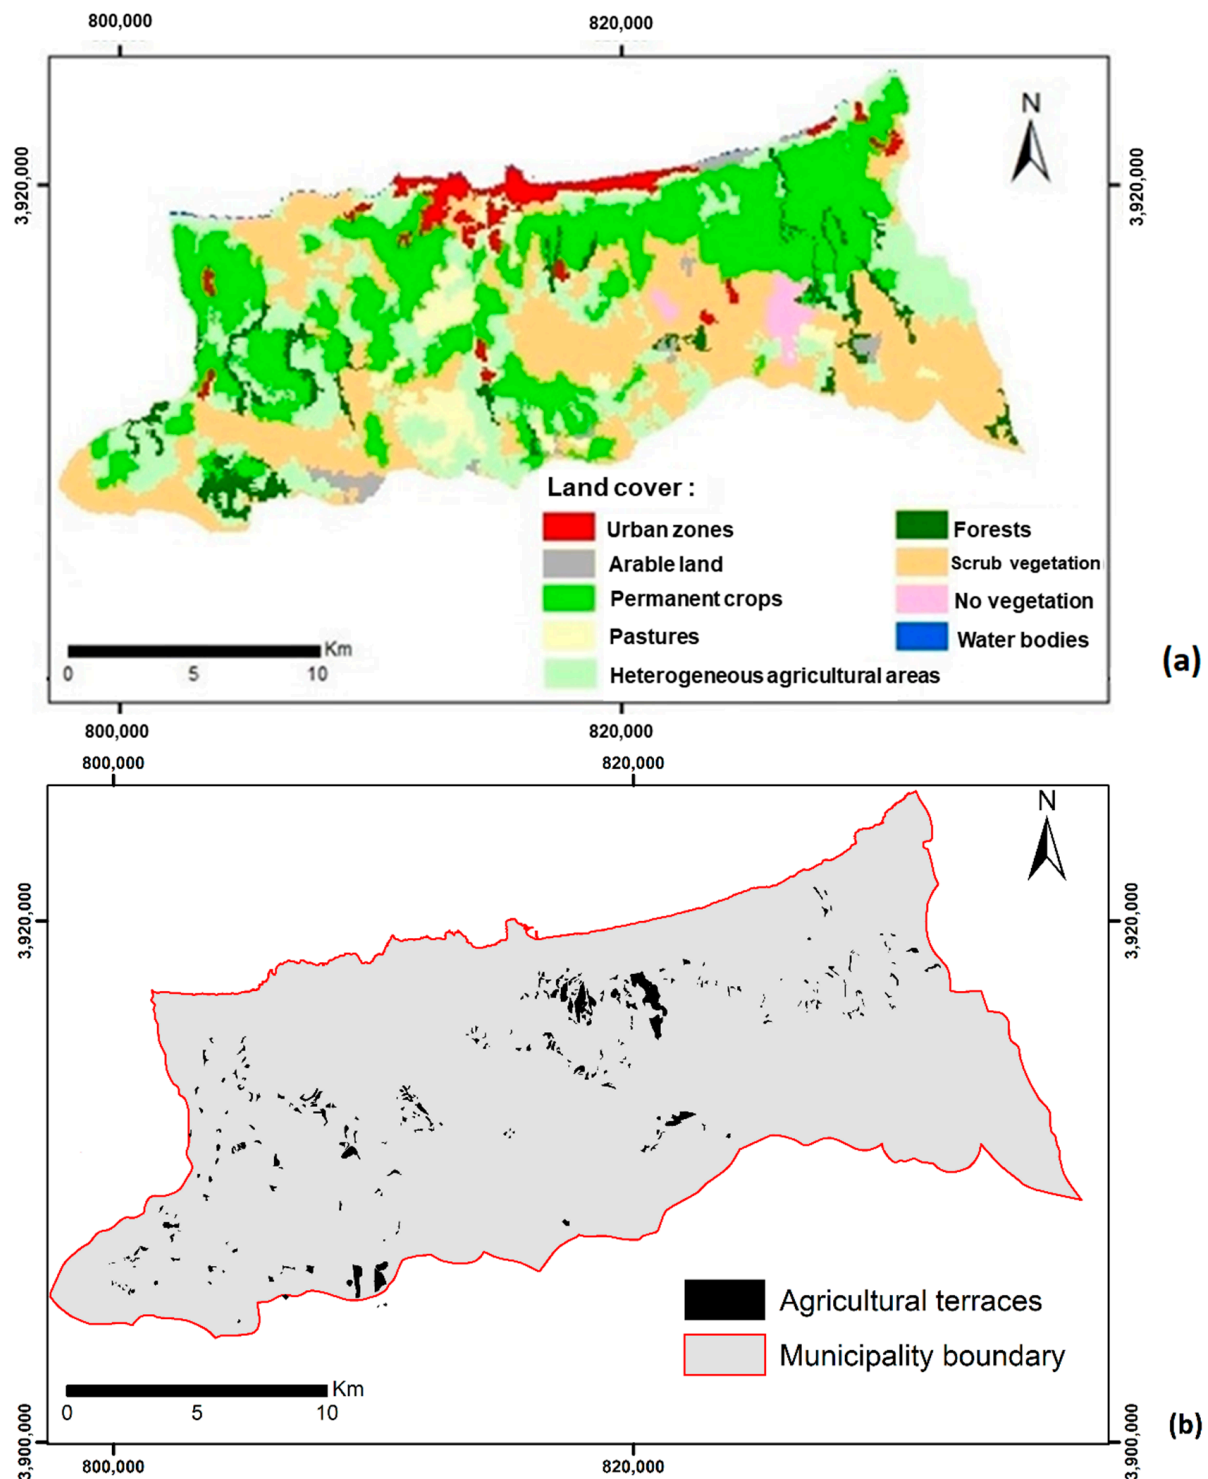 800,000 820,000
N
3,920,000 3,920,000
Land cover :
Urban zones
Arable land
Permanent crops
Pastures
Heterogeneous agricultural areas
Forests
Scrub vegetation
No vegetation
Water bodies
Km
0 5 10
(a)
800,000 820,000
800,000 820,000
N
3,920,000 3,920,000
Agricultural terraces
Municipality boundary
Km
0 5 10
(b)
3,900,000 3,900,000
800,000 820,000